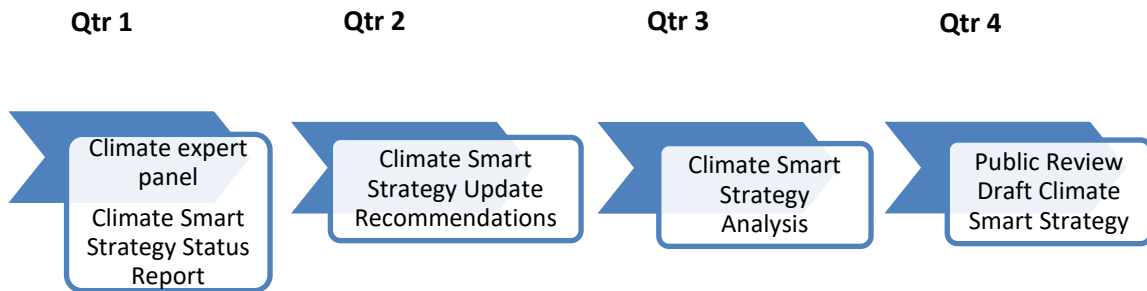 Qtr 1
Qtr 2
Qtr 3
Qtr 4
Climate expert
panel
Climate Smart
Strategy Status
Report
Climate Smart
Strategy Update
Recommendations
Climate Smart
Strategy
Analysis
Public Review
Draft Climate
Smart Strategy